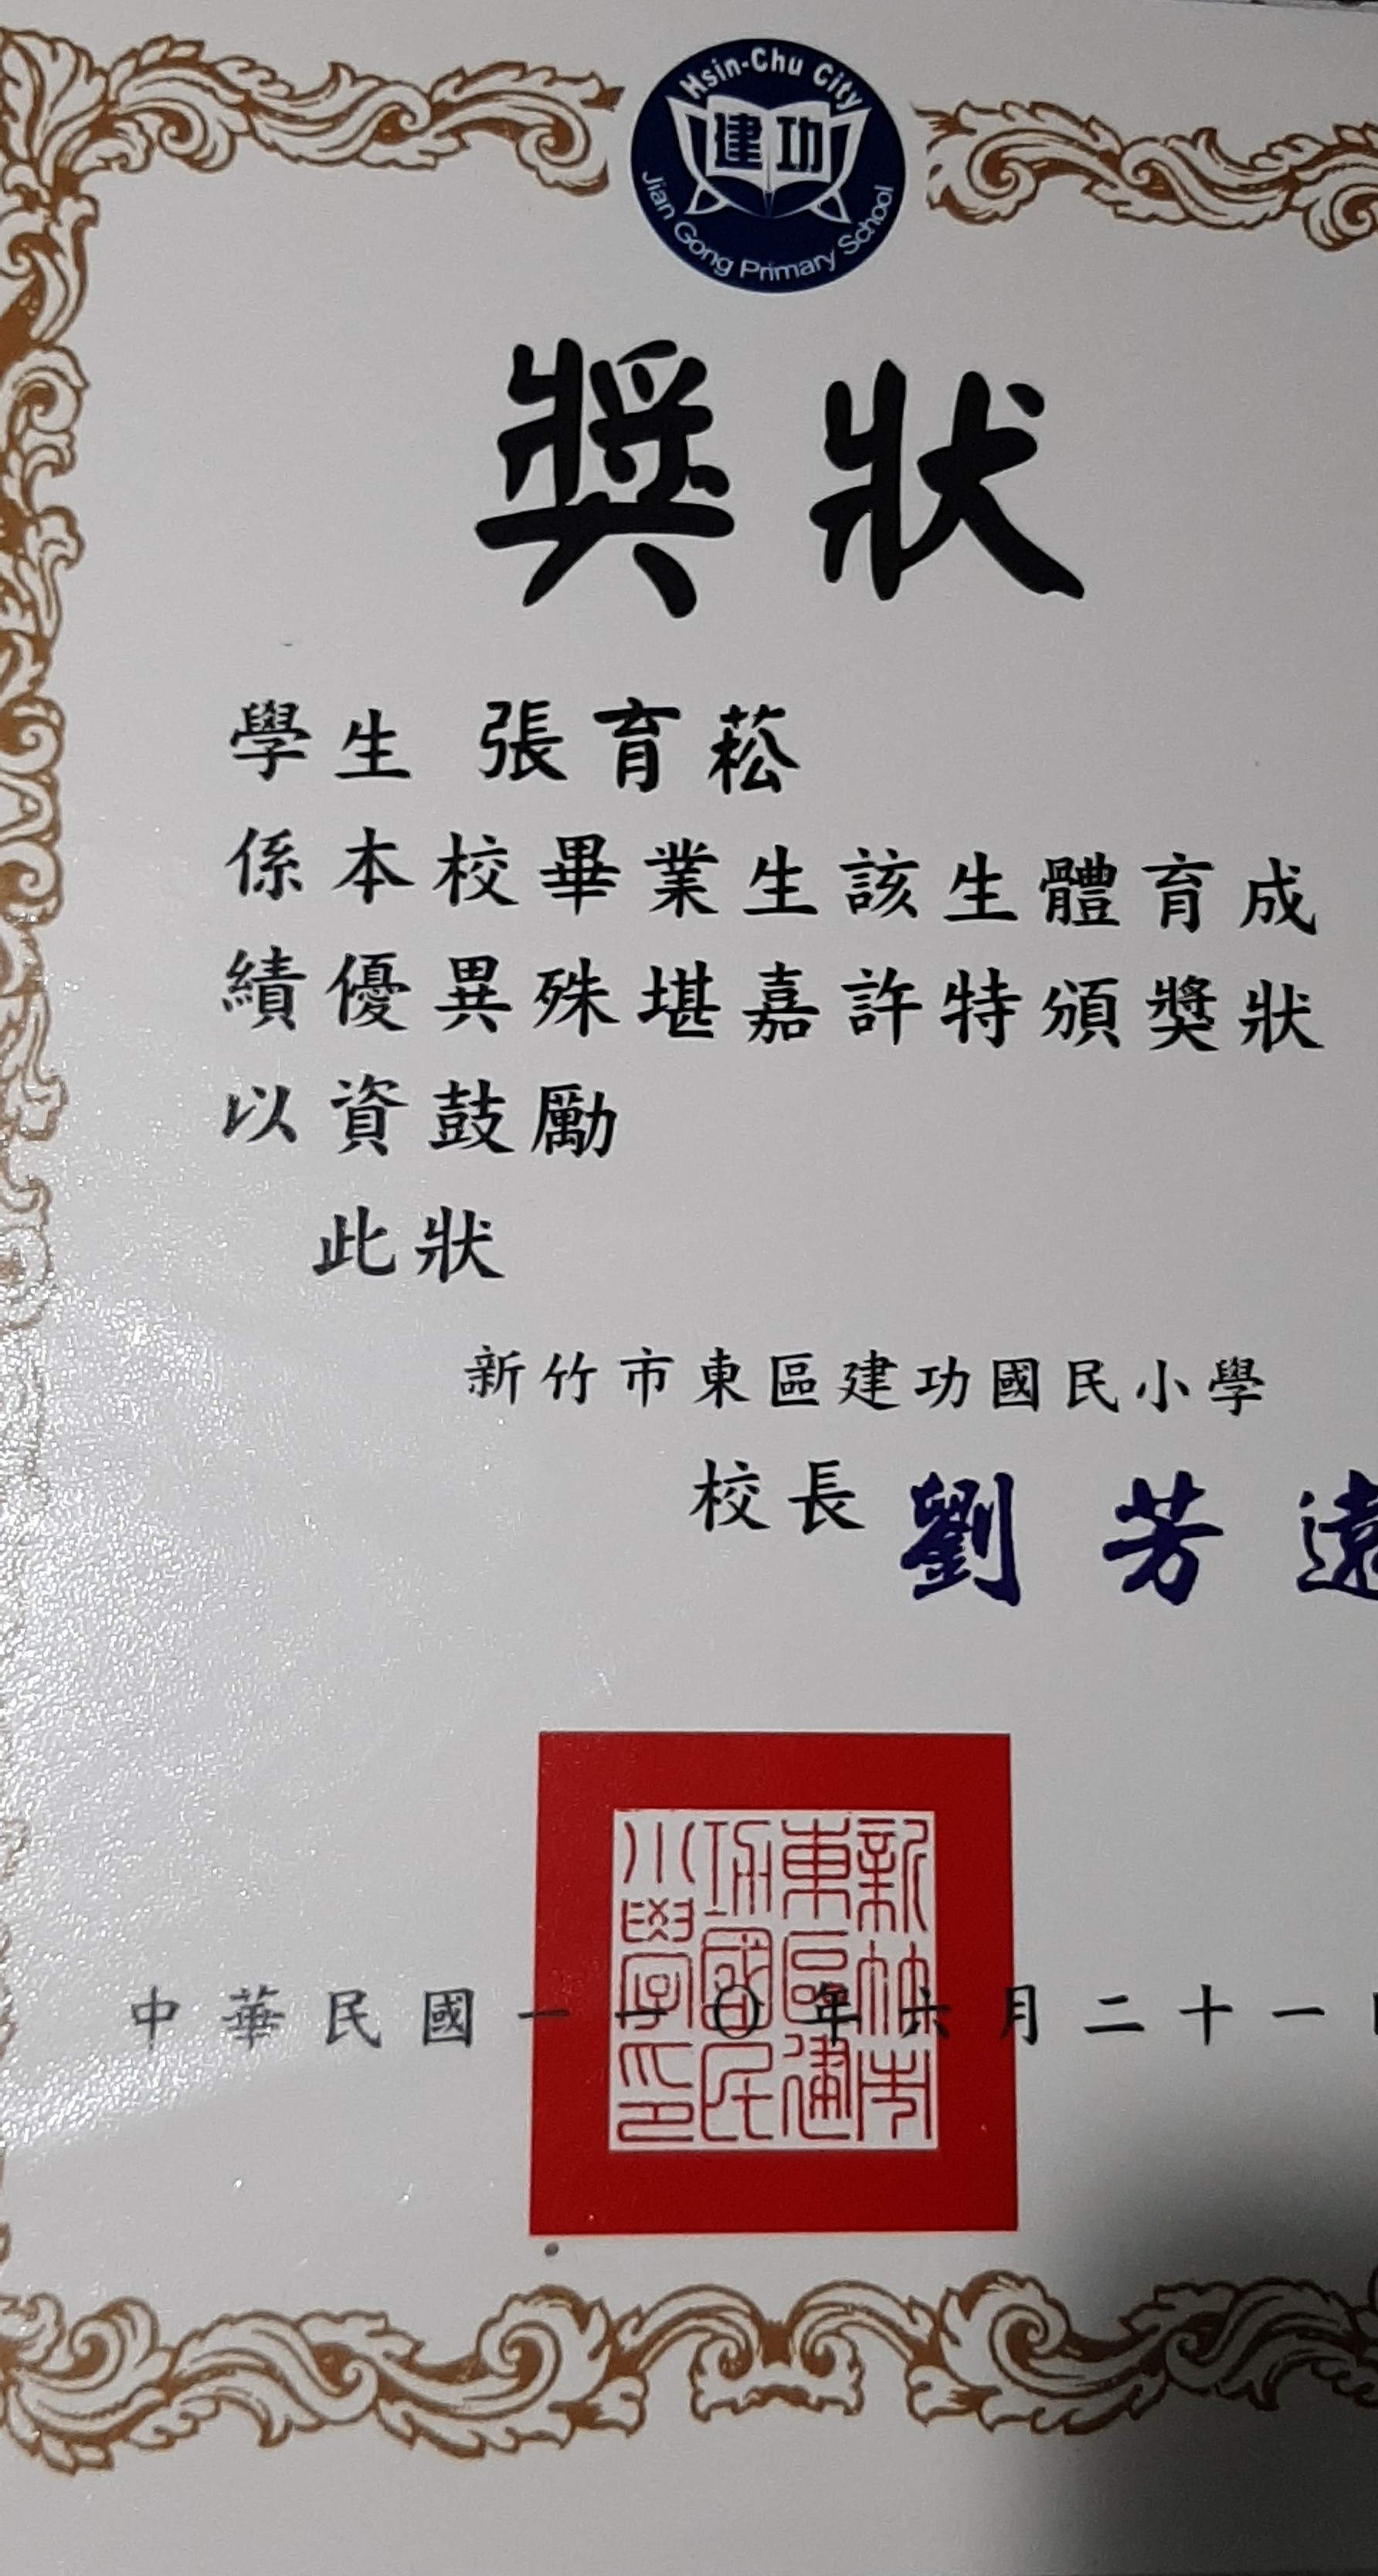 Hsin-Chu City
建功
Jian Gong Primary School
獎狀
學生 張育菘
係本校畢業生該生體育成
績優異殊堪嘉許特頒獎狀
以資鼓勵
此狀
新竹市東區建功國民小學
校長 劉芳遠
新竹市
東區建
功國民
小學印
中華民國一一〇年六月二十一日